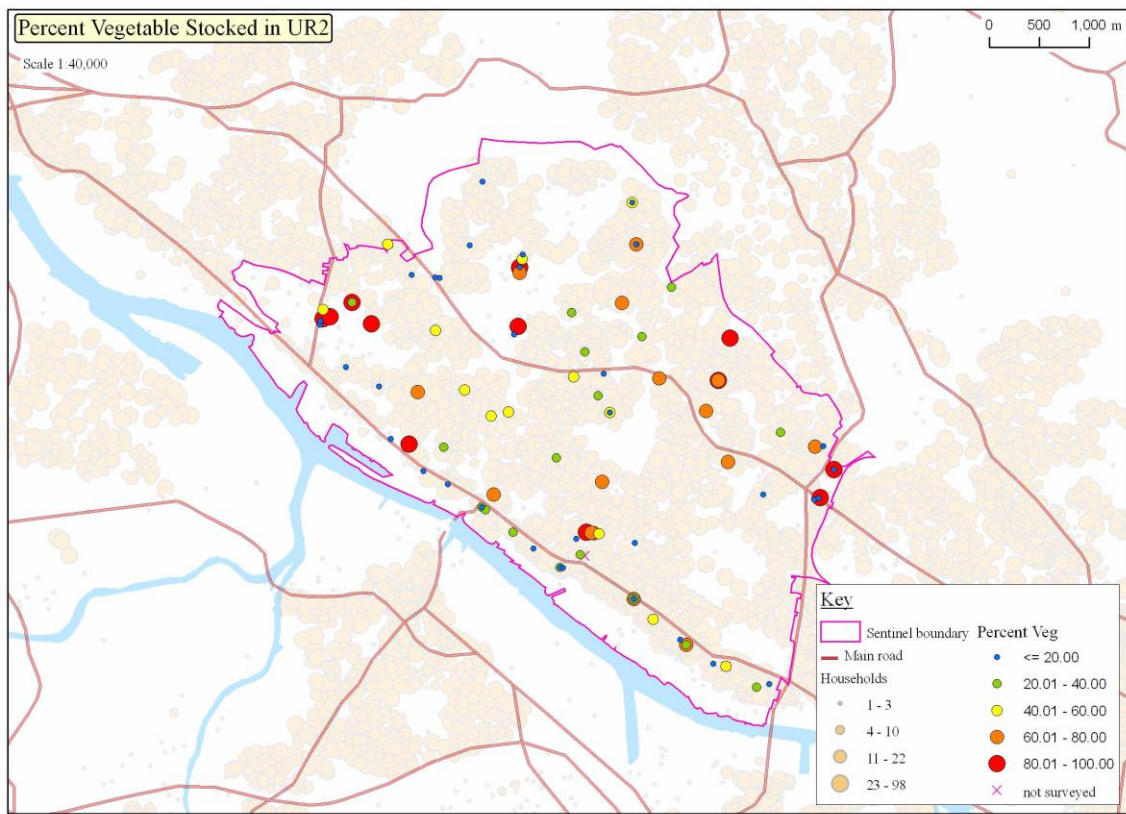 Percent Vegetable Stocked in UR2
Scale 1:40,000
0 500 1,000 m
Key
Sentinel boundary
Main road
Households
1 - 3
4 - 10
11 - 22
23 - 98
Percent Veg
<= 20.00
20.01 - 40.00
40.01 - 60.00
60.01 - 80.00
80.01 - 100.00
not surveyed